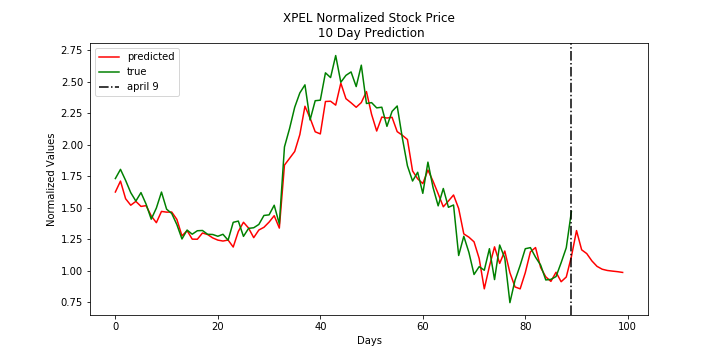 XPEL Normalized Stock Price
10 Day Prediction
predicted
true
april 9
Normalized Values
2.75
2.50
2.25
2.00
1.75
1.50
1.25
1.00
0.75
0 20 40 60 80 100
Days